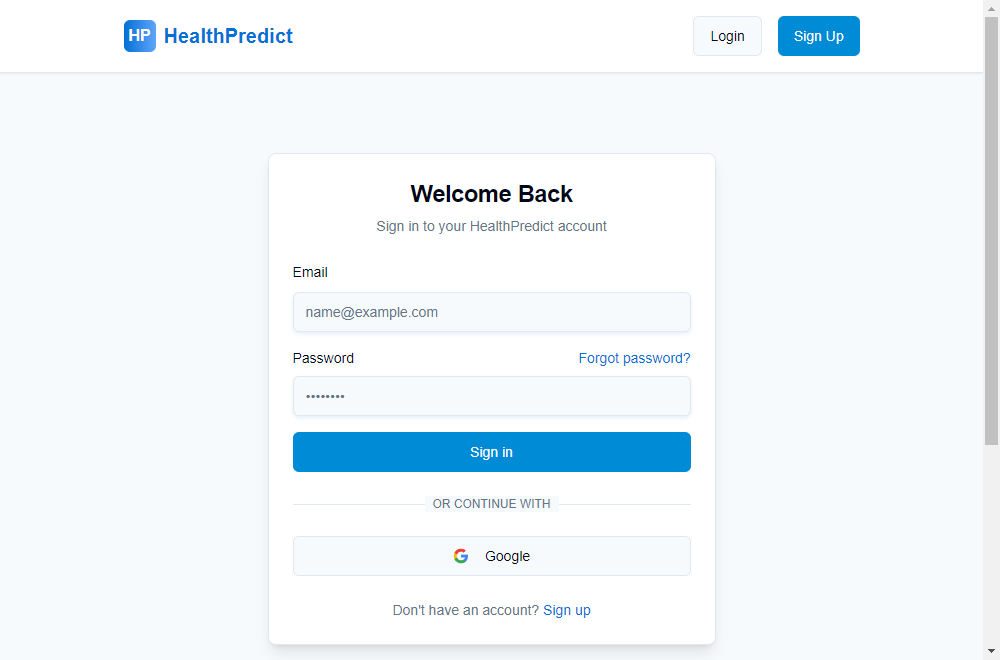 HP HealthPredict Login Sign Up
Welcome Back
Sign in to your HealthPredict account
Email
name@example.com
Password Forgot password?
••••••••
Sign in
OR CONTINUE WITH
Google
Don't have an account? Sign up